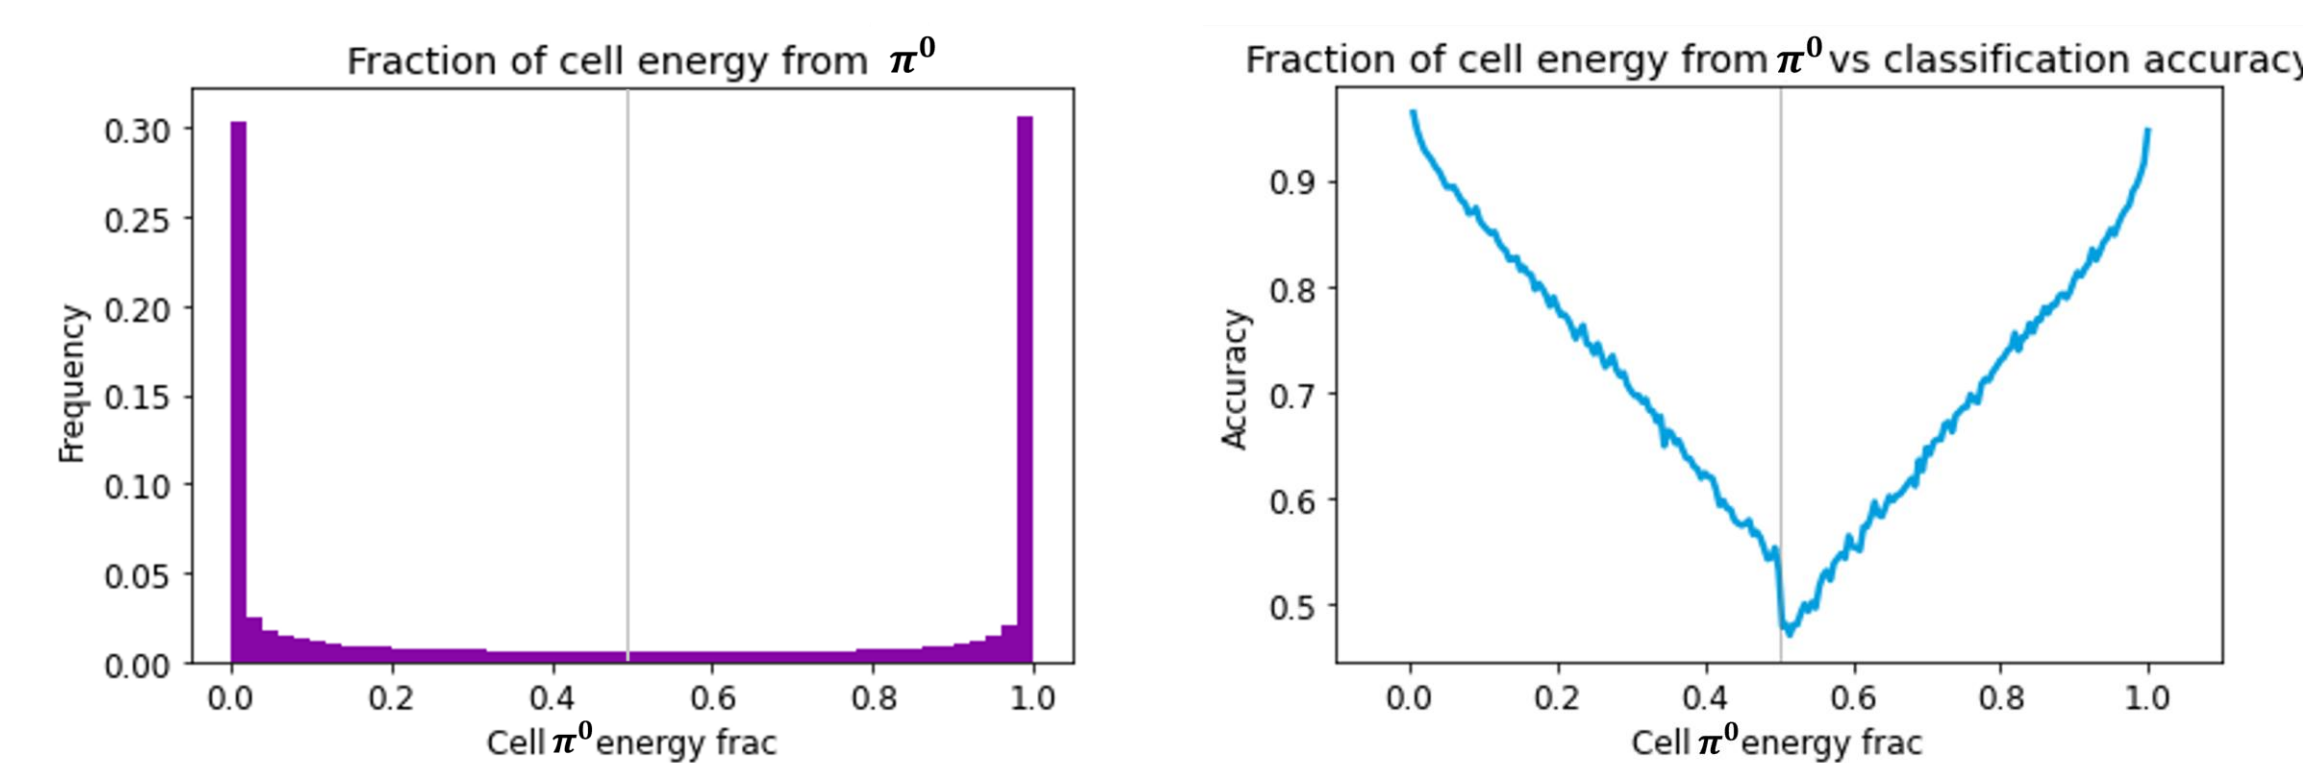 Fraction of cell energy from π⁰
Frequency
0.30
0.25
0.20
0.15
0.10
0.05
0.00
0.0 0.2 0.4 0.6 0.8 1.0
Cell π⁰ energy frac
Fraction of cell energy from π⁰ vs classification accuracy
Accuracy
0.9
0.8
0.7
0.6
0.5
0.0 0.2 0.4 0.6 0.8 1.0
Cell π⁰ energy frac